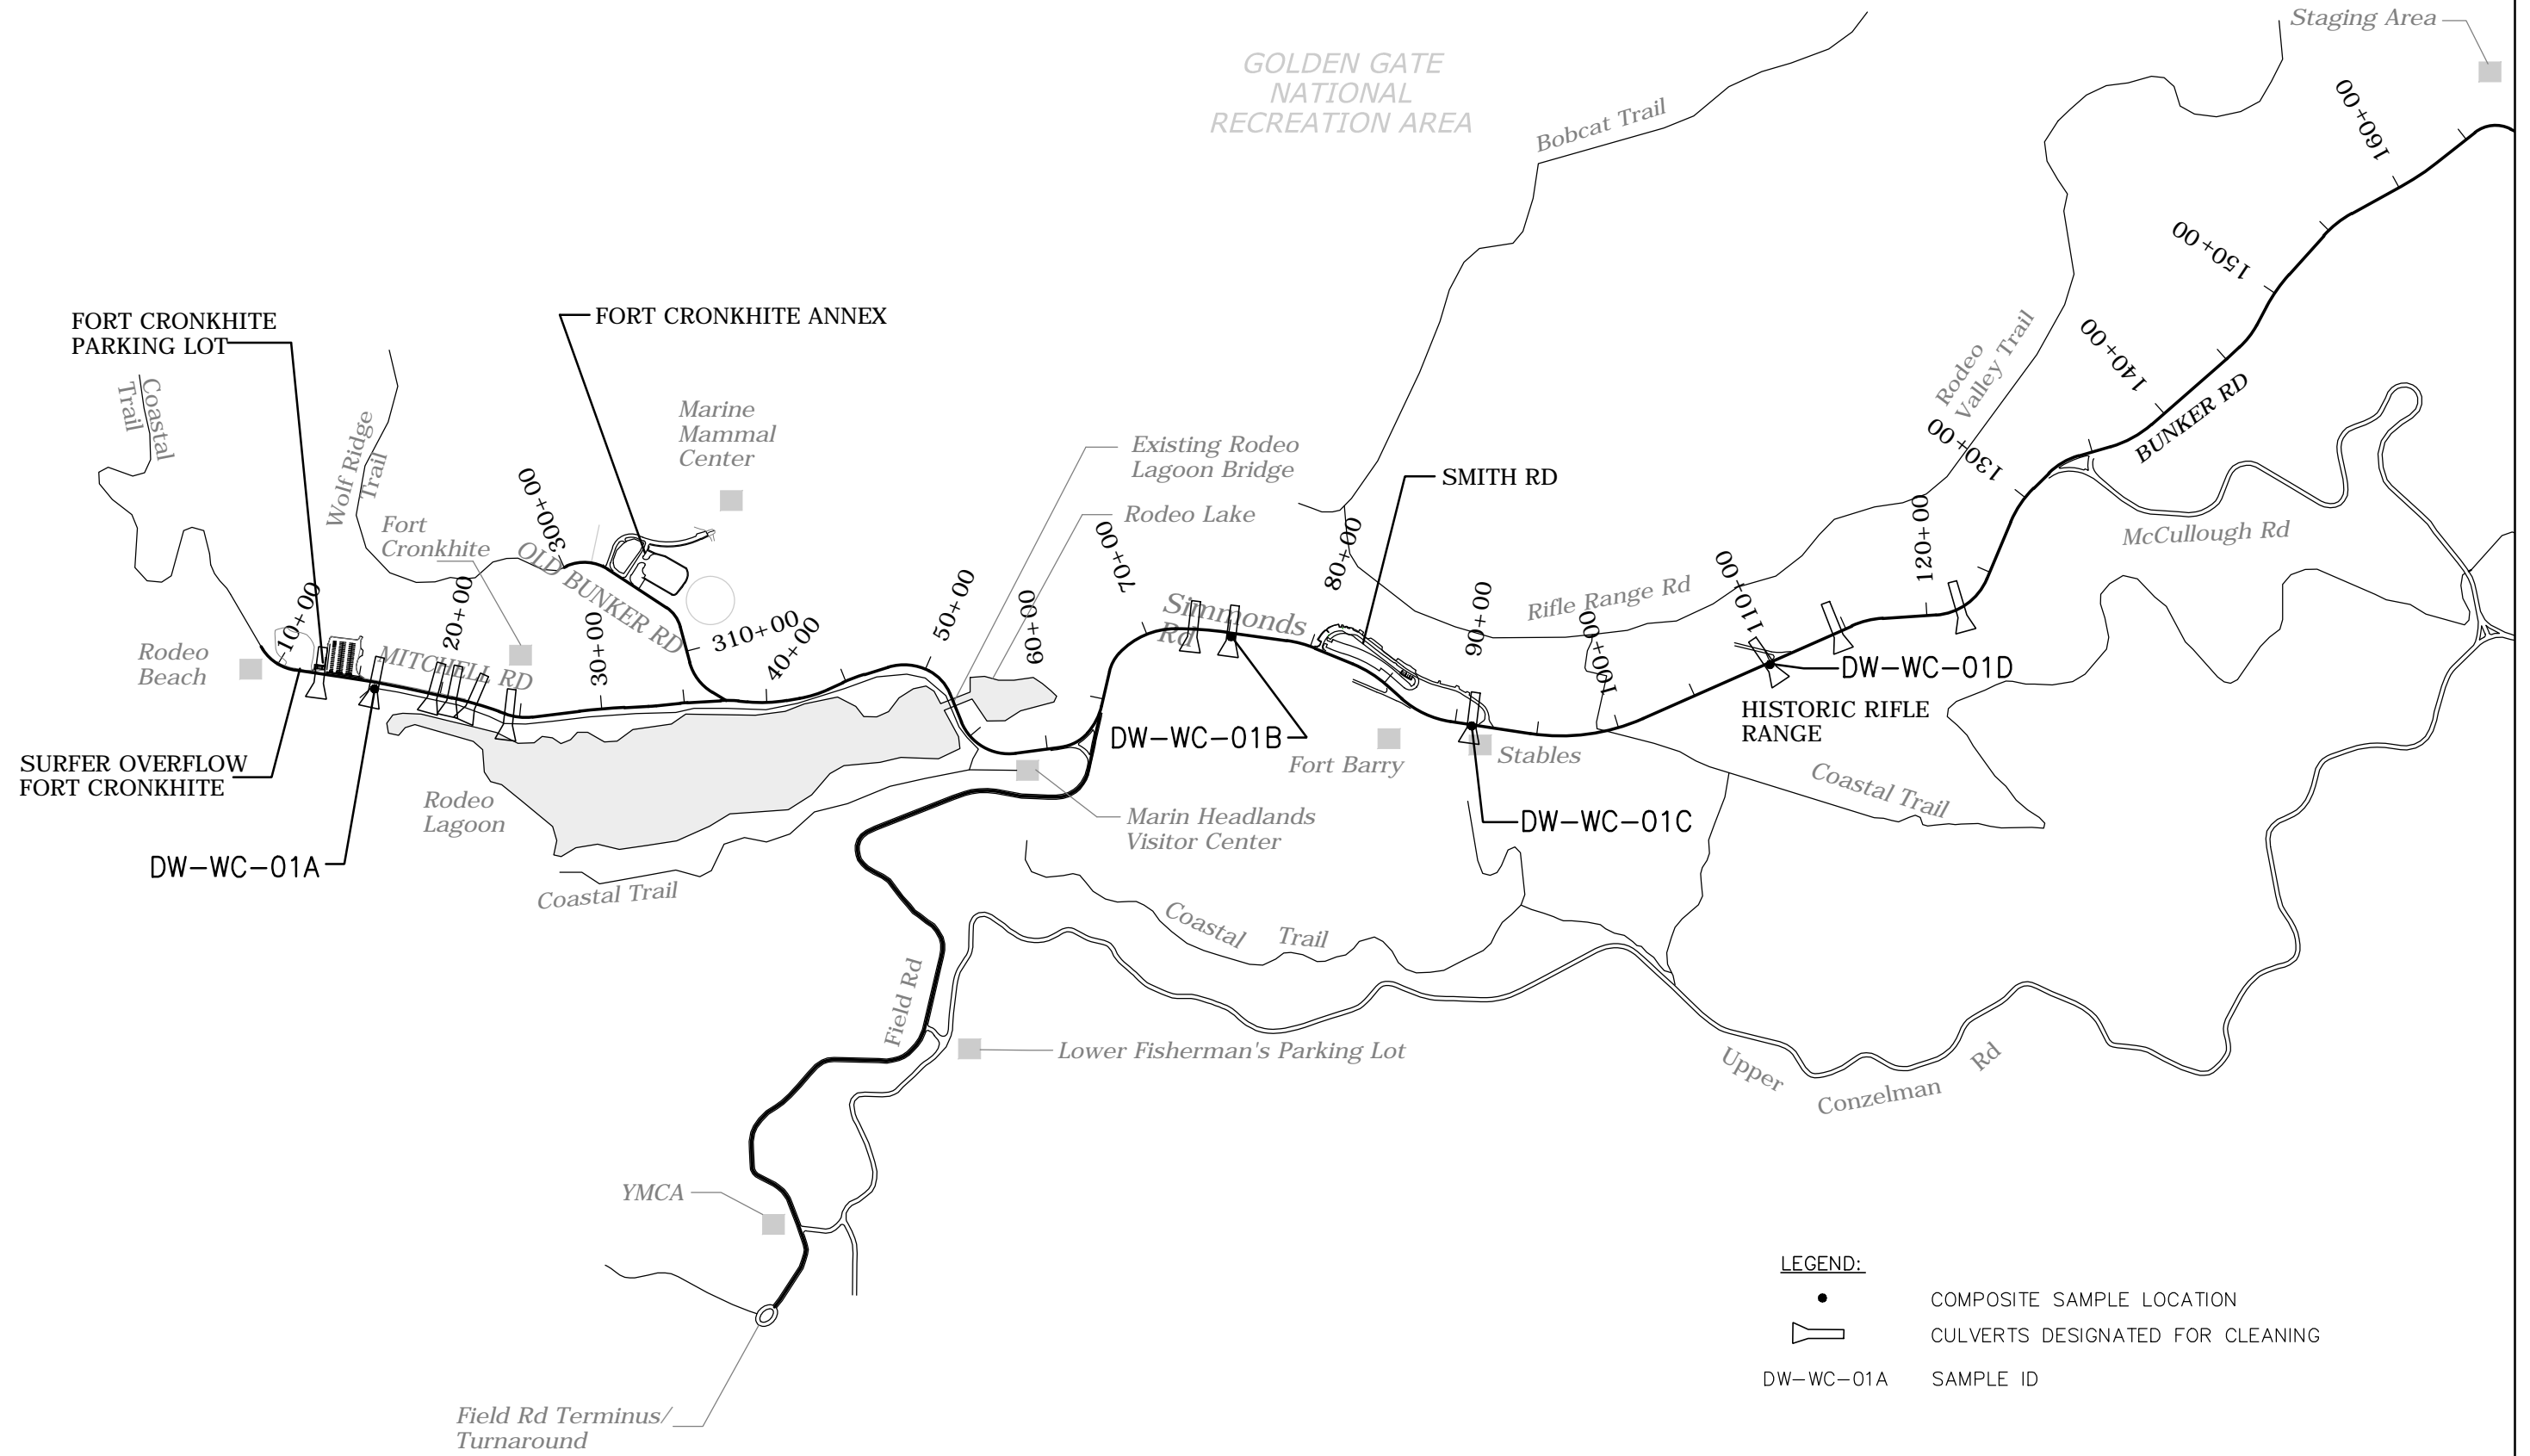 Staging Area
GOLDEN GATE
NATIONAL
RECREATION AREA
Bobcat Trail
160+00
150+00
FORT CRONKHITE
PARKING LOT
FORT CRONKHITE ANNEX
140+00
Rodeo
Valley Trail
BUNKER RD
Coastal
Trail
Wolf Ridge
Trail
Marine
Mammal
Center
Existing Rodeo
Lagoon Bridge
130+00
SMITH RD
Rodeo Lake
300+00
Fort
Cronkhite
OLD BUNKER RD
70+00
80+00
120+00
McCullough Rd
10+00
20+00
30+00
310+00
40+00
50+00
60+00
Simmonds
Rd
90+00
Rifle Range Rd
100+00
110+00
Rodeo
Beach
MITCHELL RD
DW-WC-01D
HISTORIC RIFLE
RANGE
DW-WC-01B
SURFER OVERFLOW
FORT CRONKHITE
Fort Barry
Stables
Coastal Trail
Rodeo
Lagoon
Marin Headlands
Visitor Center
DW-WC-01C
DW-WC-01A
Coastal Trail
Coastal Trail
Field Rd
Lower Fisherman's Parking Lot
Upper Conzelman Rd
YMCA
Field Rd Terminus/
Turnaround
LEGEND:
COMPOSITE SAMPLE LOCATION
CULVERTS DESIGNATED FOR CLEANING
DW-WC-01A SAMPLE ID